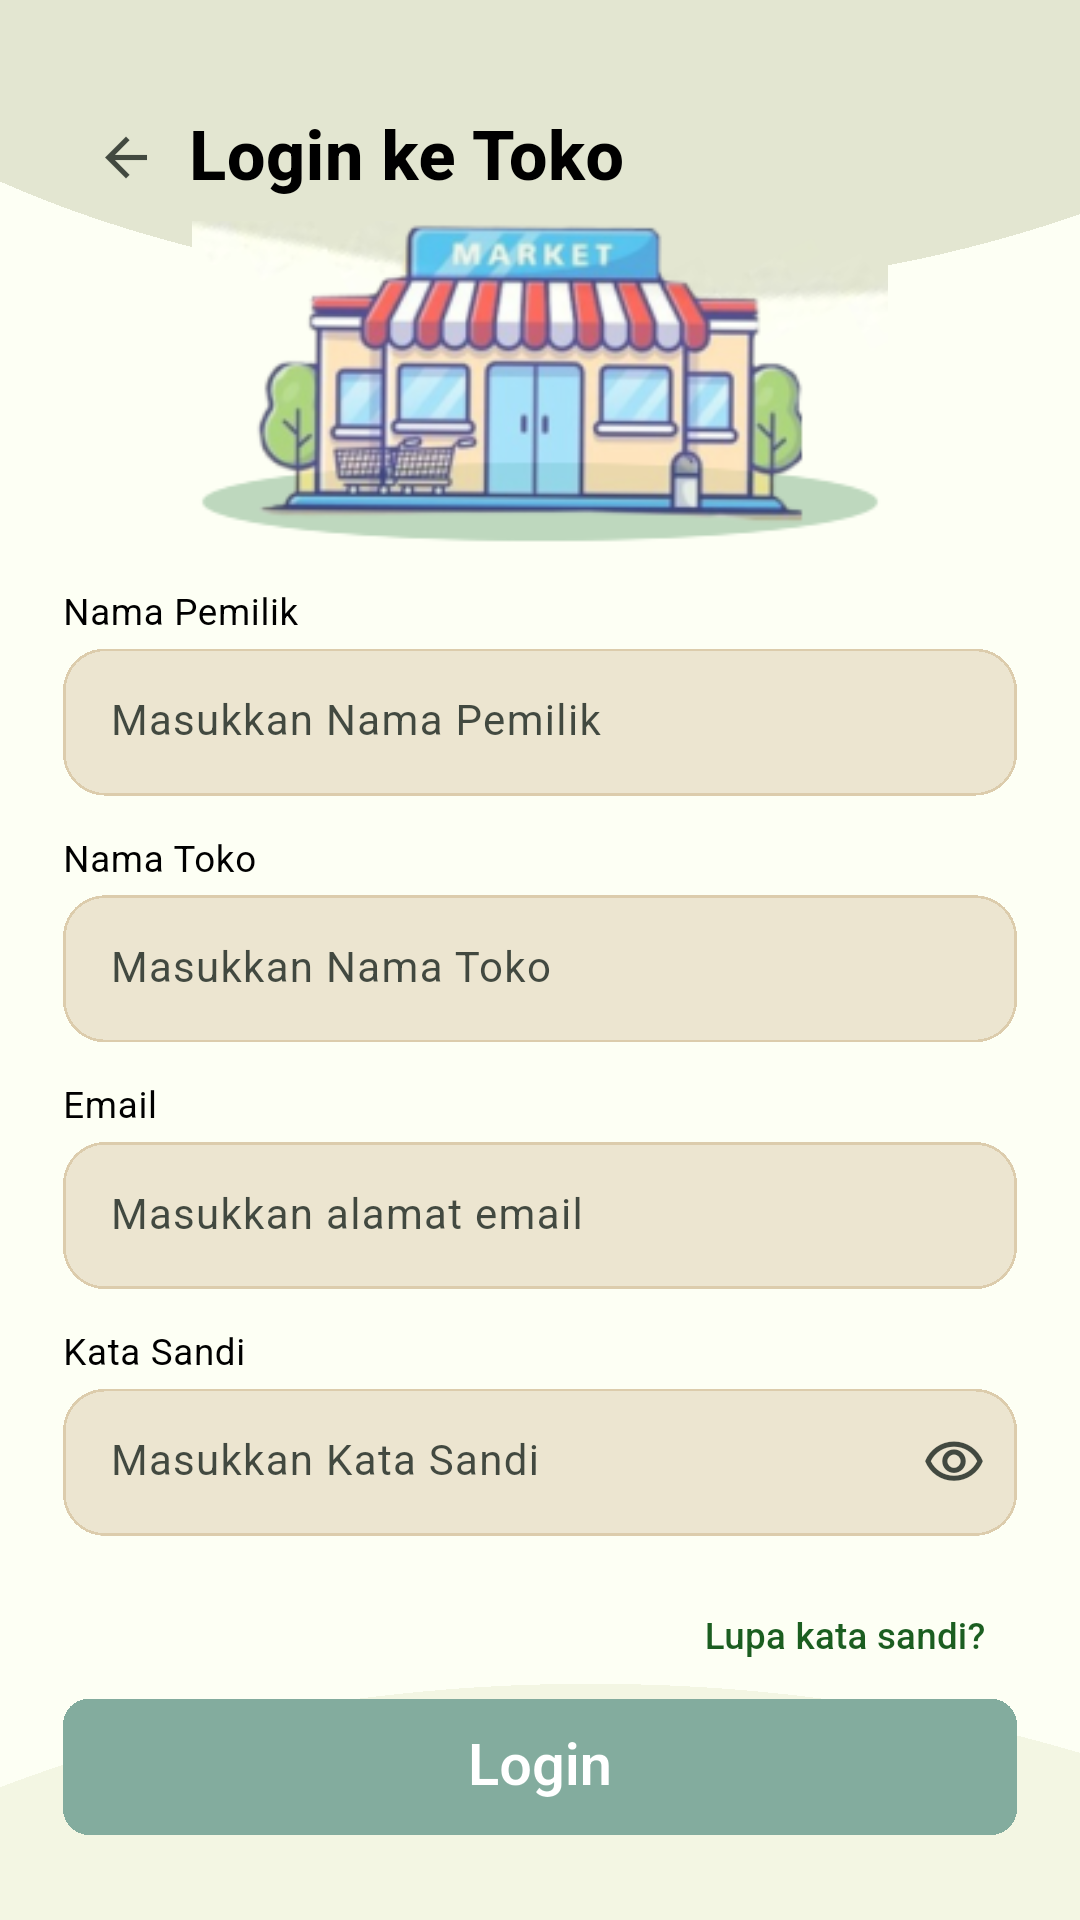 Login ke Toko
MARKET
Nama Pemilik
Masukkan Nama Pemilik
Nama Toko
Masukkan Nama Toko
Email
Masukkan alamat email
Kata Sandi
Masukkan Kata Sandi
Lupa kata sandi?
Login